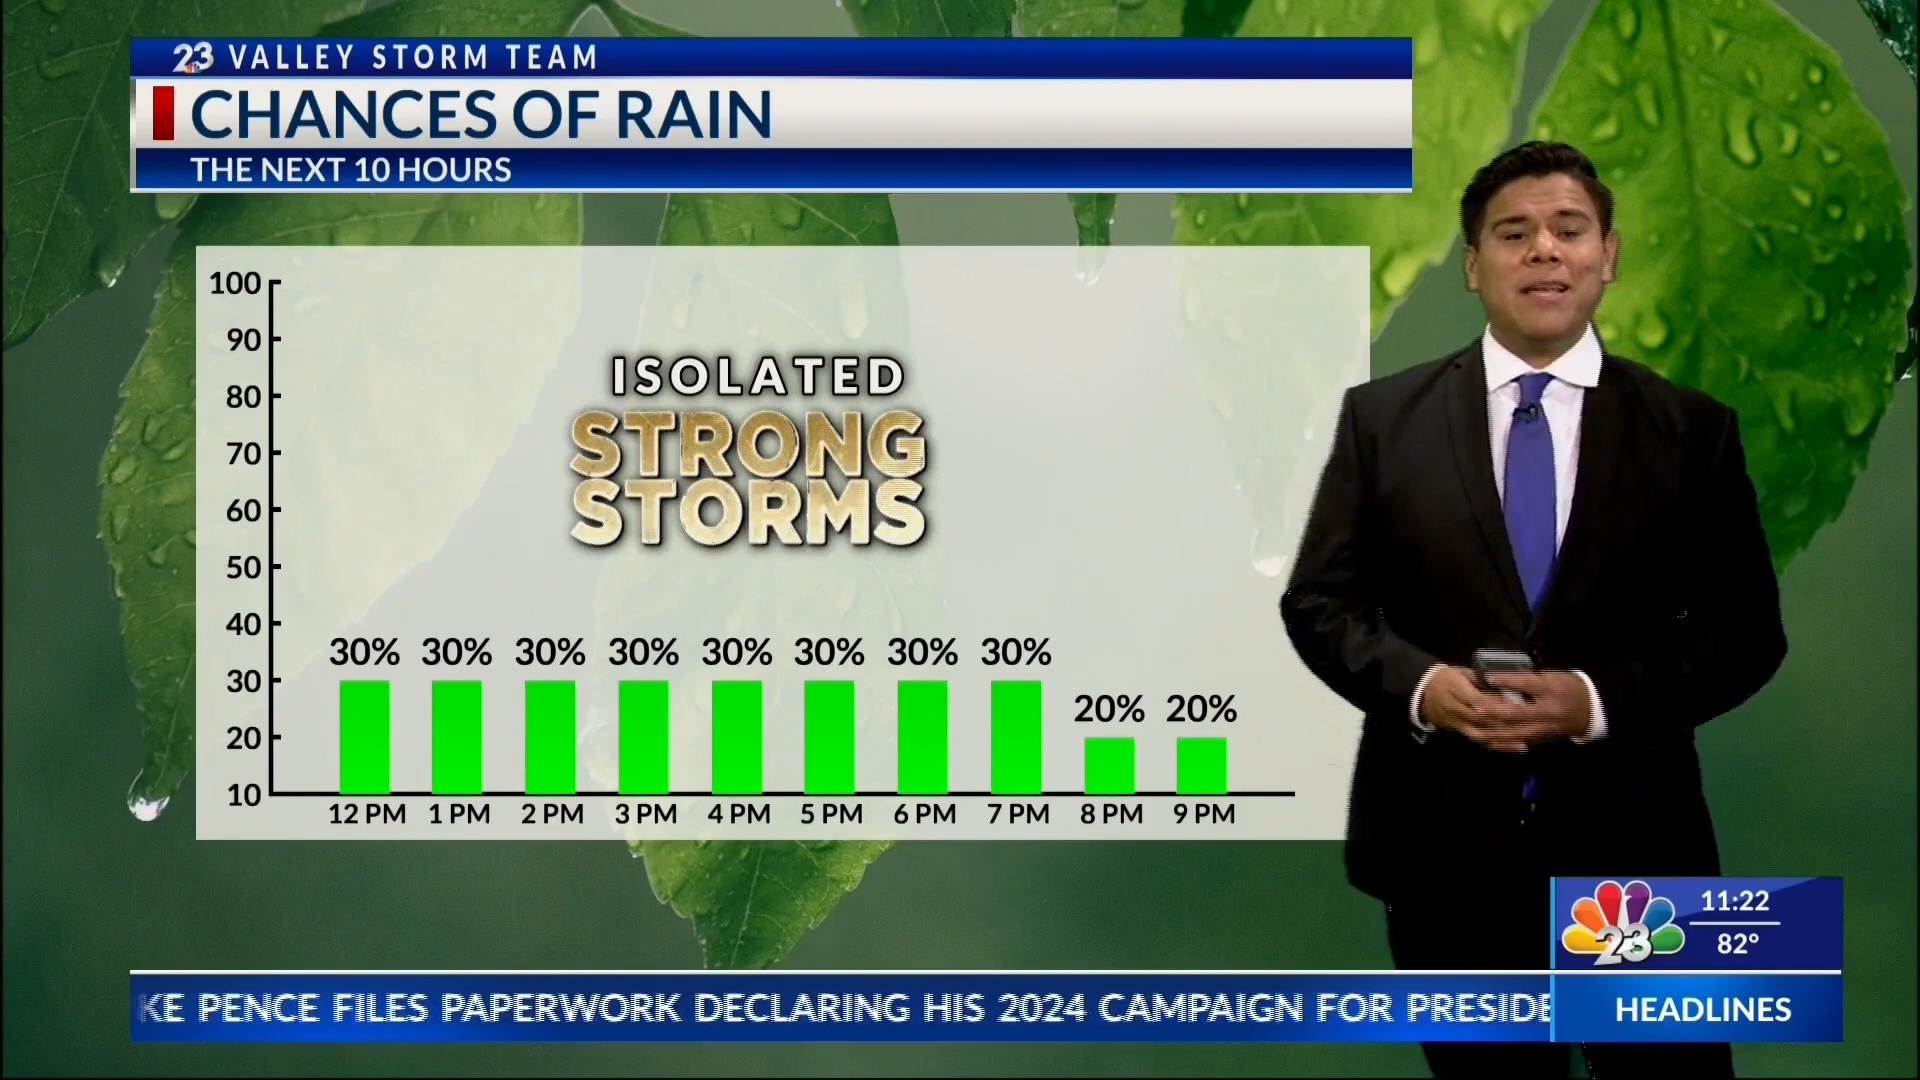 23 VALLEY STORM TEAM
CHANCES OF RAIN
THE NEXT 10 HOURS
100
90
80
70
60
50
40
30
20
10
ISOLATED
STRONG
STORMS
30% 30% 30% 30% 30% 30% 30% 30% 20% 20%
12 PM 1 PM 2 PM 3 PM 4 PM 5 PM 6 PM 7 PM 8 PM 9 PM
23
11:22
82°
KE PENCE FILES PAPERWORK DECLARING HIS 2024 CAMPAIGN FOR PRESIDE
HEADLINES